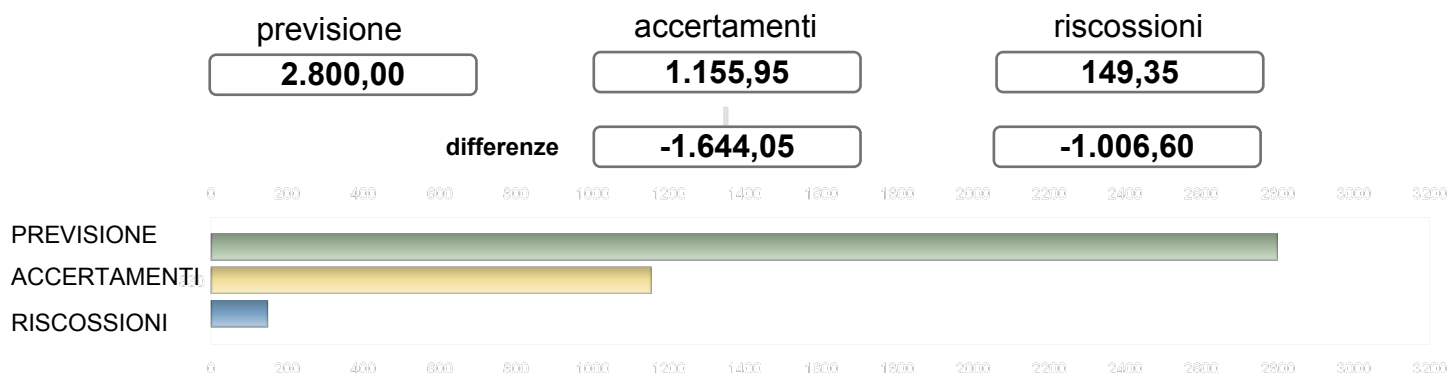 previsione accertamenti riscossioni
2.800,00 1.155,95 149,35
differenze -1.644,05 -1.006,60
0 200 400 600 800 1000 1200 1400 1600 1800 2000 2200 2400 2600 2800 3000 3200
PREVISIONE
ACCERTAMENTI
RISCOSSIONI
0 200 400 600 800 1000 1200 1400 1600 1800 2000 2200 2400 2600 2800 3000 3200